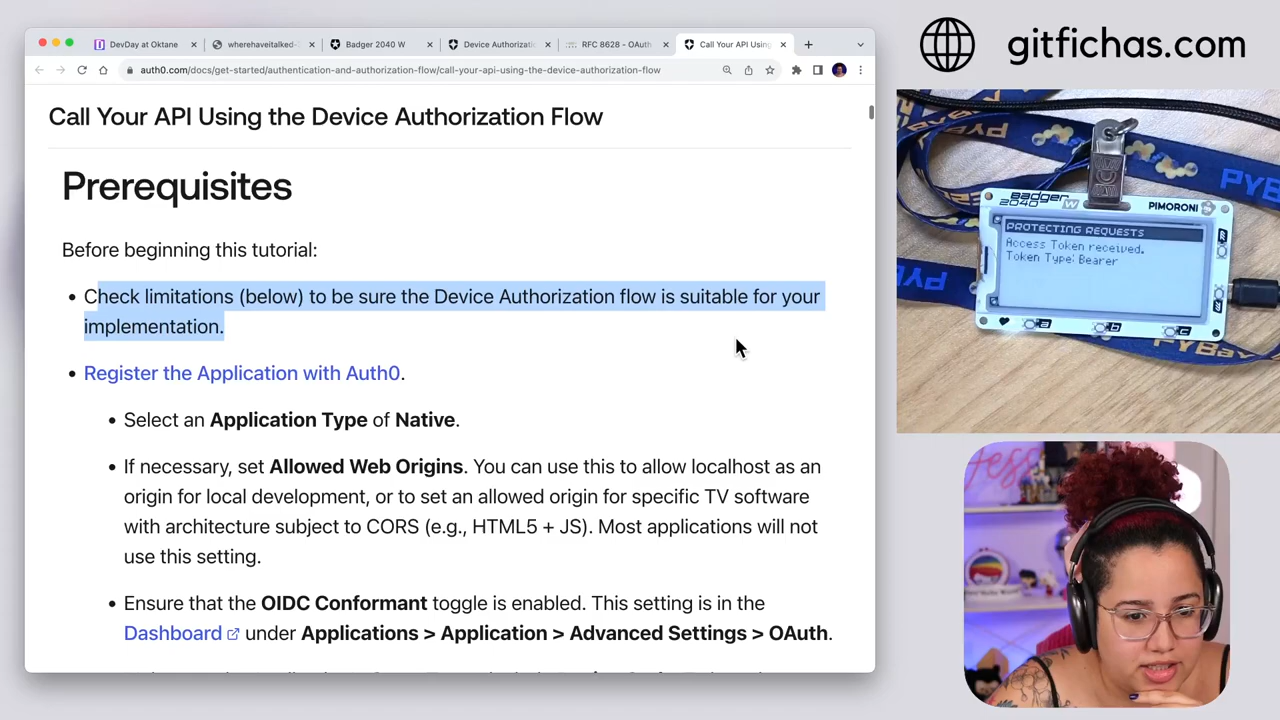 DevDay at Oktane
wherehaveitalked-
Badger 2040 W
Device Authorizatio
RFC 8628 - OAuth
Call Your API Using
auth0.com/docs/get-started/authentication-and-authorization-flow/call-your-api-using-the-device-authorization-flow
Call Your API Using the Device Authorization Flow
Prerequisites
Before beginning this tutorial:
• Check limitations (below) to be sure the Device Authorization flow is suitable for your
implementation.
• Register the Application with Auth0.
• Select an Application Type of Native.
• If necessary, set Allowed Web Origins. You can use this to allow localhost as an
origin for local development, or to set an allowed origin for specific TV software
with architecture subject to CORS (e.g., HTML5 + JS). Most applications will not
use this setting.
• Ensure that the OIDC Conformant toggle is enabled. This setting is in the
Dashboard under Applications > Application > Advanced Settings > OAuth.
gitfichas.com
PYBAY
PYBAY
Badger
2040 W
PIMORONI
PROTECTING REQUESTS
Access Token received.
Token Type: Bearer
a
b
c
PYBay